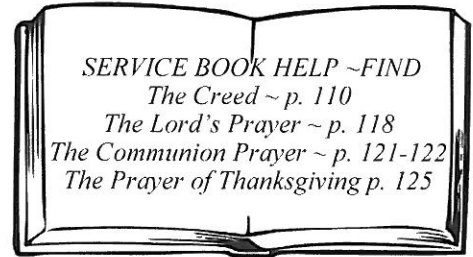 SERVICE BOOK HELP ~FIND
The Creed ~ p. 110
The Lord's Prayer ~ p. 118
The Communion Prayer ~ p. 121-122
The Prayer of Thanksgiving p. 125